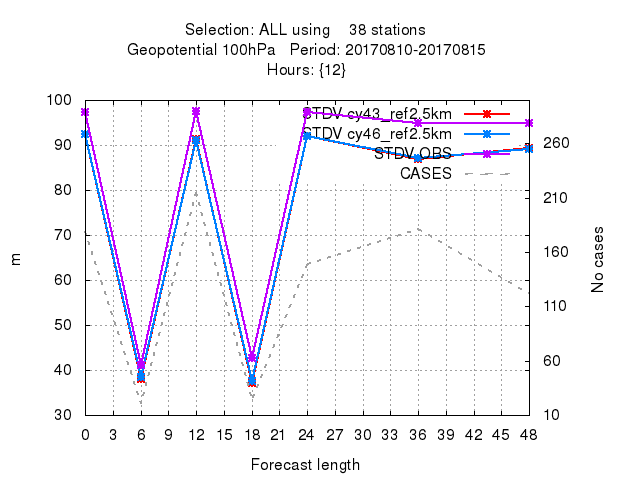 Selection: ALL using 38 stations
Geopotential 100hPa Period: 20170810-20170815
Hours: {12}
STDV cy43_ref2.5km
STDV cy46_ref2.5km
STDV OBS
CASES
100
90
80
70
60
50
40
30
m
260
210
160
110
60
10
No cases
0 3 6 9 12 15 18 21 24 27 30 33 36 39 42 45 48
Forecast length